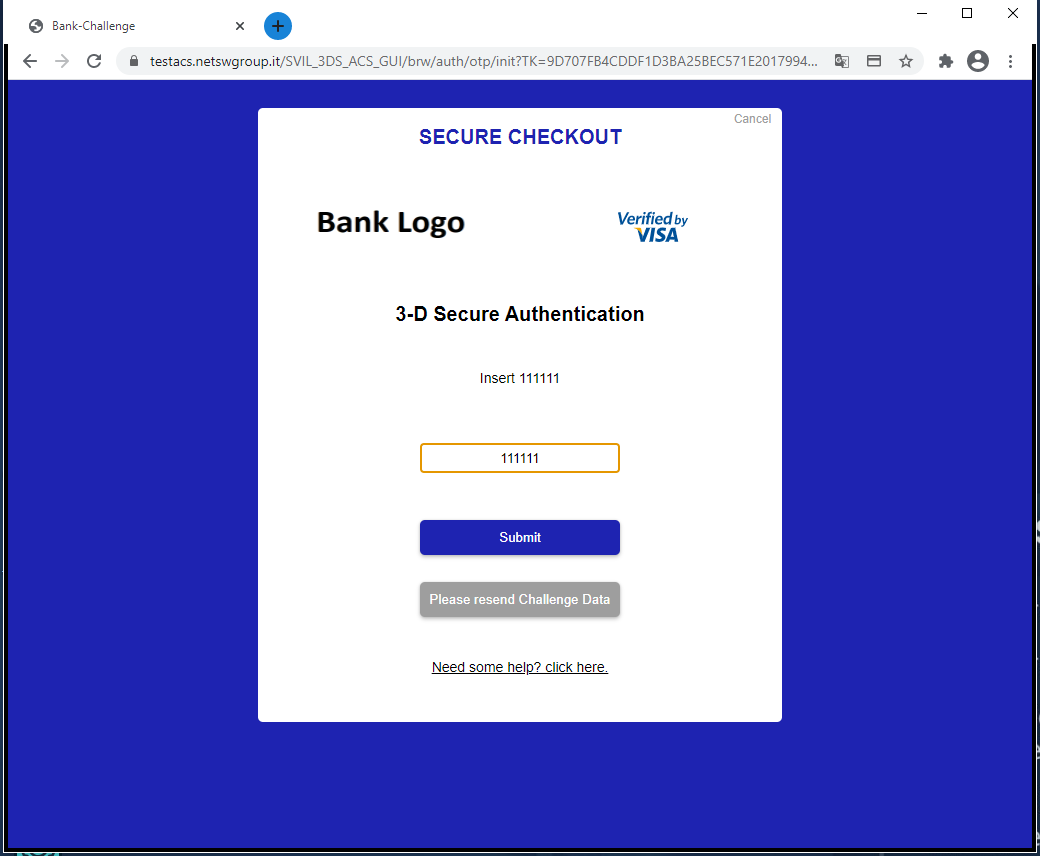 Bank-Challenge
testacs.netswgroup.it/SVIL_3DS_ACS_GUI/brw/auth/otp/init?TK=9D707FB4CDDF1D3BA25BEC571E2017994...
Cancel
SECURE CHECKOUT
Bank Logo
Verified by
VISA
3-D Secure Authentication
Insert 111111
111111
Submit
Please resend Challenge Data
Need some help? click here.